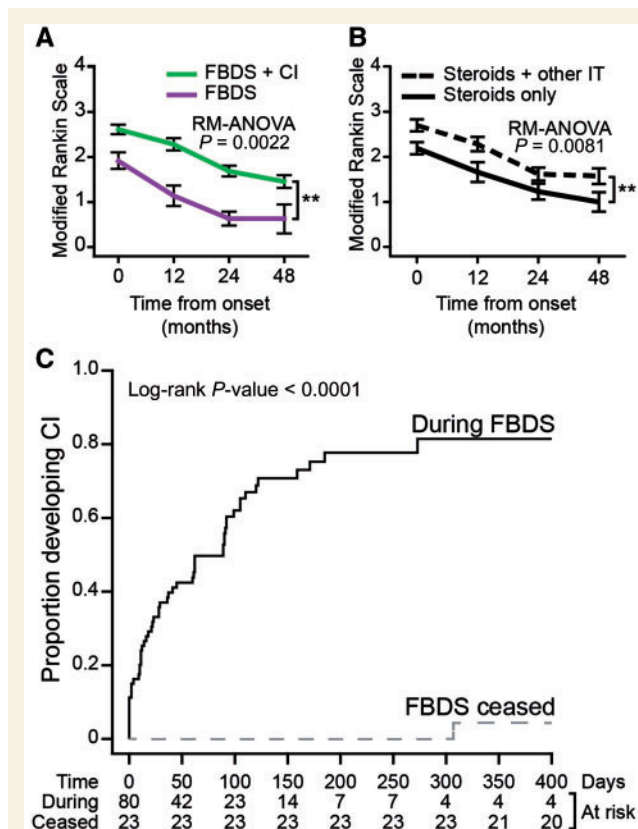 A
FBDS + CI
FBDS
RM-ANOVA
P = 0.0022
Modified Rankin Scale
4
3
2
1
0
**
0 12 24 48
Time from onset
(months)
B
Steroids + other IT
Steroids only
RM-ANOVA
P = 0.0081
Modified Rankin Scale
4
3
2
1
0
**
0 12 24 48
Time from onset
(months)
C
Log-rank P-value < 0.0001
During FBDS
FBDS ceased
Proportion developing CI
1.0
0.8
0.6
0.4
0.2
0
Time 0 50 100 150 200 250 300 350 400 Days
During 80 42 23 14 7 7 4 4 4
Ceased 23 23 23 23 23 23 23 21 20
At risk